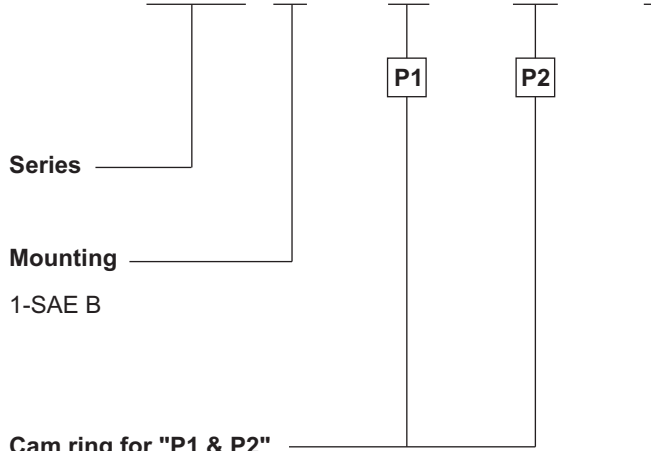 P1 P2
Series
Mounting
1-SAE B
Cam ring for "P1 & P2"